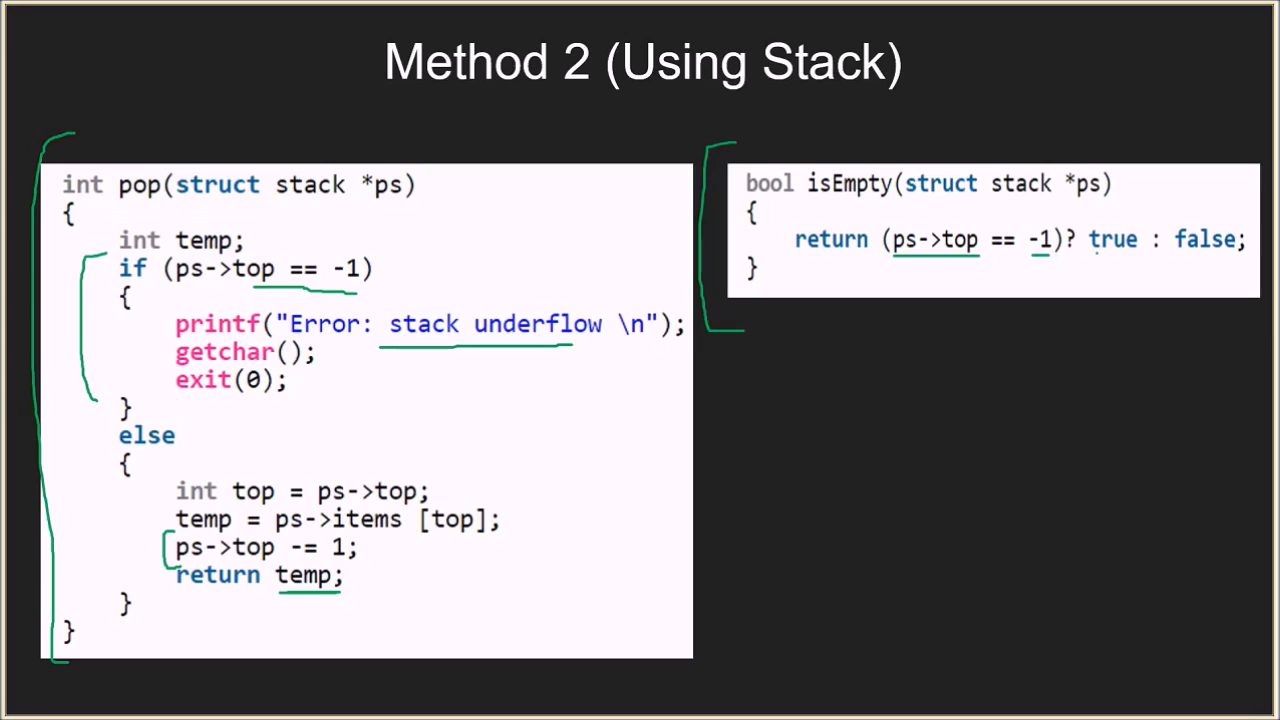 Method 2 (Using Stack)
int pop(struct stack *ps)
{
int temp;
if (ps->top == -1)
{
printf("Error: stack underflow \n");
getchar();
exit(0);
}
else
{
int top = ps->top;
temp = ps->items [top];
ps->top -= 1;
return temp;
}
}
bool isEmpty(struct stack *ps)
{
return (ps->top == -1)? true : false;
}